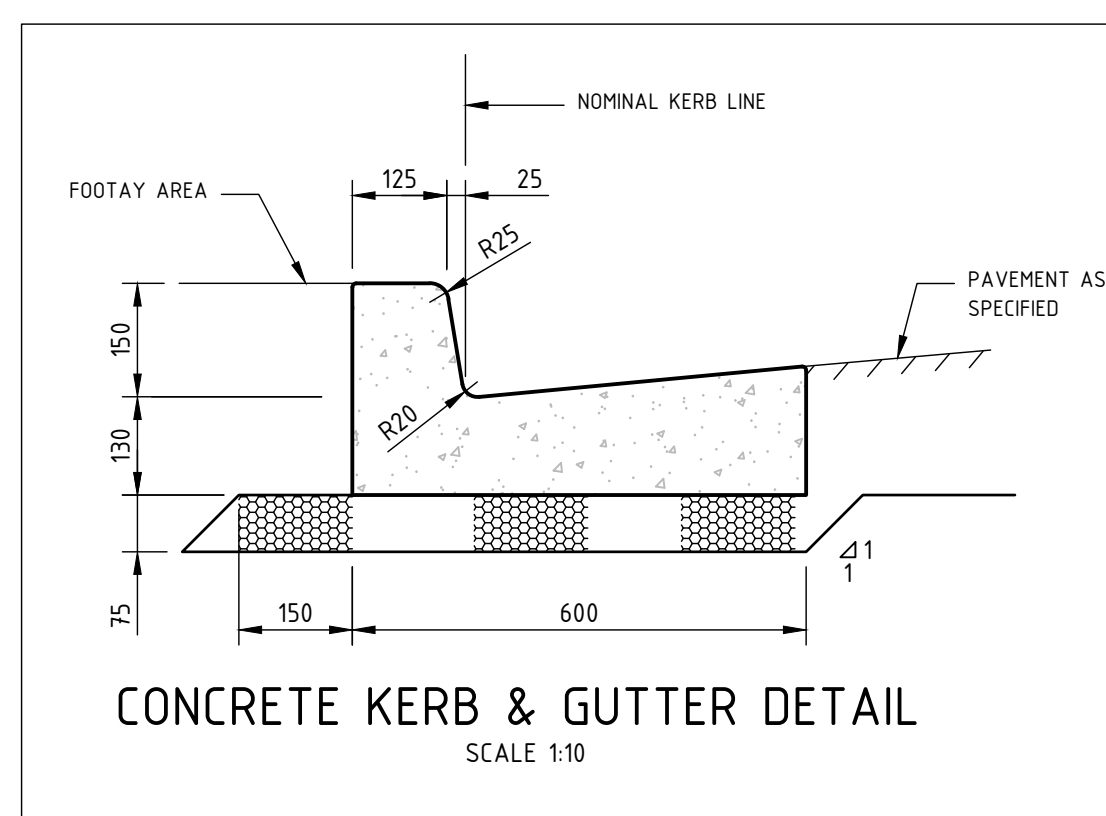 NOMINAL KERB LINE
FOOTAY AREA
125
25
R25
PAVEMENT AS
SPECIFIED
150
R20
130
1
1
75
150
600
CONCRETE KERB & GUTTER DETAIL
SCALE 1:10